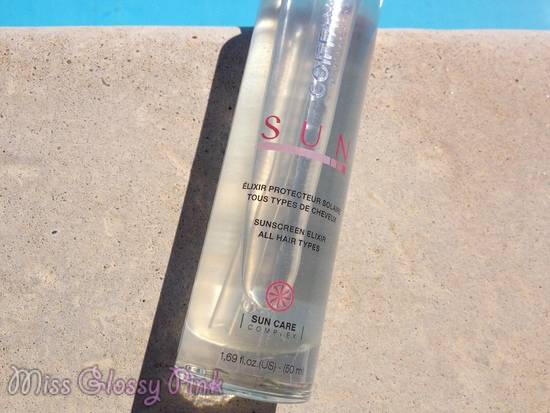 SUN
ÉLIXIR PROTECTEUR SOLAIRE
TOUS TYPES DE CHEVEUX
SUNSCREEN ELIXIR
ALL HAIR TYPES
SUN CARE
COMPLEX
1.69 fl.oz (US) - (50 ml)
Miss Glossy Pink